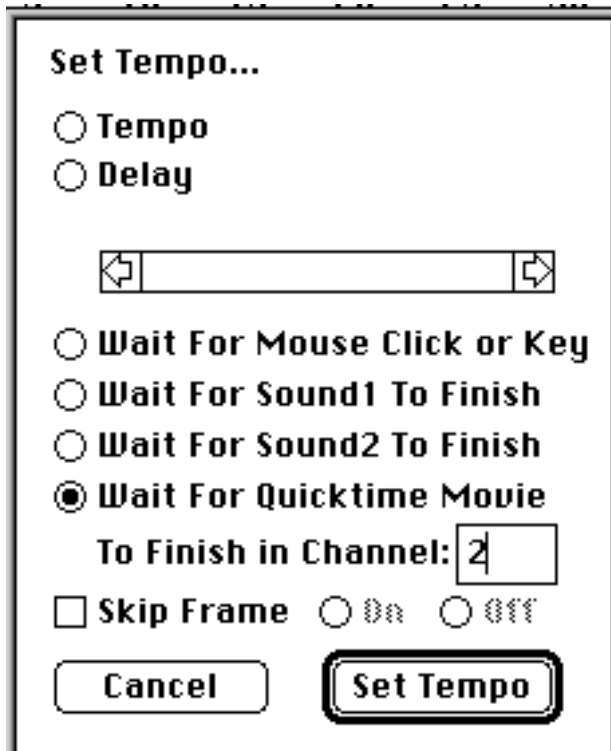 Set Tempo...
Tempo
Delay
Wait For Mouse Click or Key
Wait For Sound1 To Finish
Wait For Sound2 To Finish
Wait For Quicktime Movie
To Finish in Channel: 2
Skip Frame On Off
Cancel Set Tempo